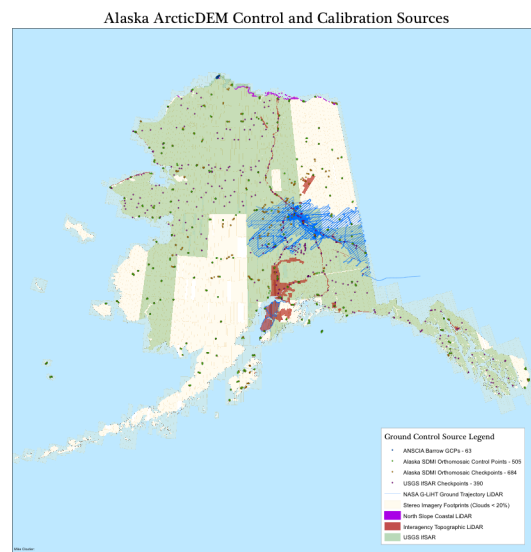 Alaska ArcticDEM Control and Calibration Sources
Ground Control Source Legend
ANSCIA Barrow GCPs - 63
Alaska SDMI Orthomosaic Control Points - 505
Alaska SDMI Orthomosaic Checkpoints - 684
USGS IfSAR Checkpoints - 390
NASA G-LiHT Ground Trajectory LiDAR
Stereo Imagery Footprints (Clouds < 20%)
North Slope Coastal LiDAR
Interagency Topographic LiDAR
USGS IfSAR